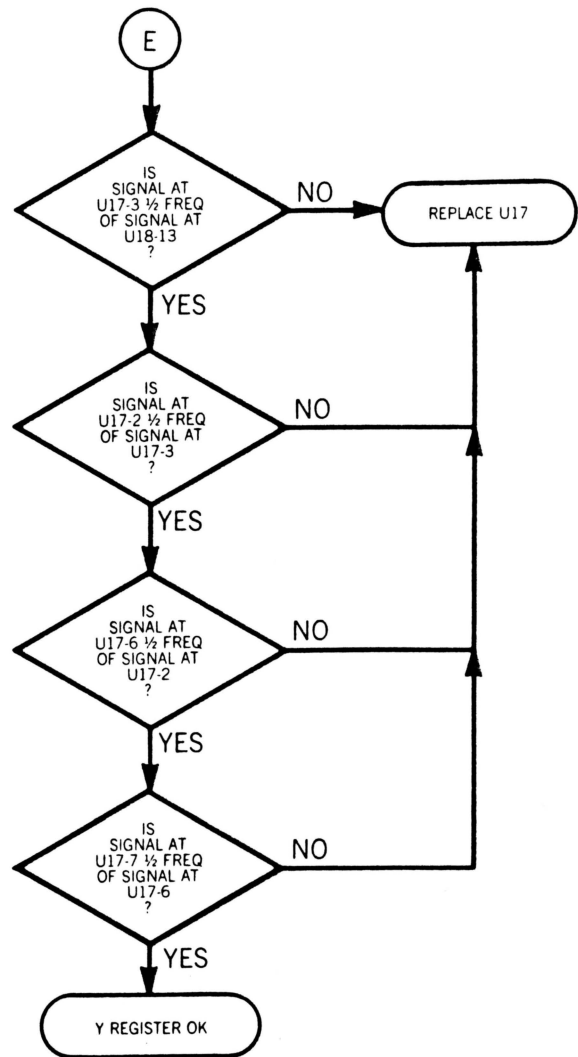 E
IS
SIGNAL AT
U17-3 ½ FREQ
OF SIGNAL AT
U18-13
?
NO
REPLACE U17
YES
IS
SIGNAL AT
U17-2 ½ FREQ
OF SIGNAL AT
U17-3
?
NO
YES
IS
SIGNAL AT
U17-6 ½ FREQ
OF SIGNAL AT
U17-2
?
NO
YES
IS
SIGNAL AT
U17-7 ½ FREQ
OF SIGNAL AT
U17-6
?
NO
YES
Y REGISTER OK